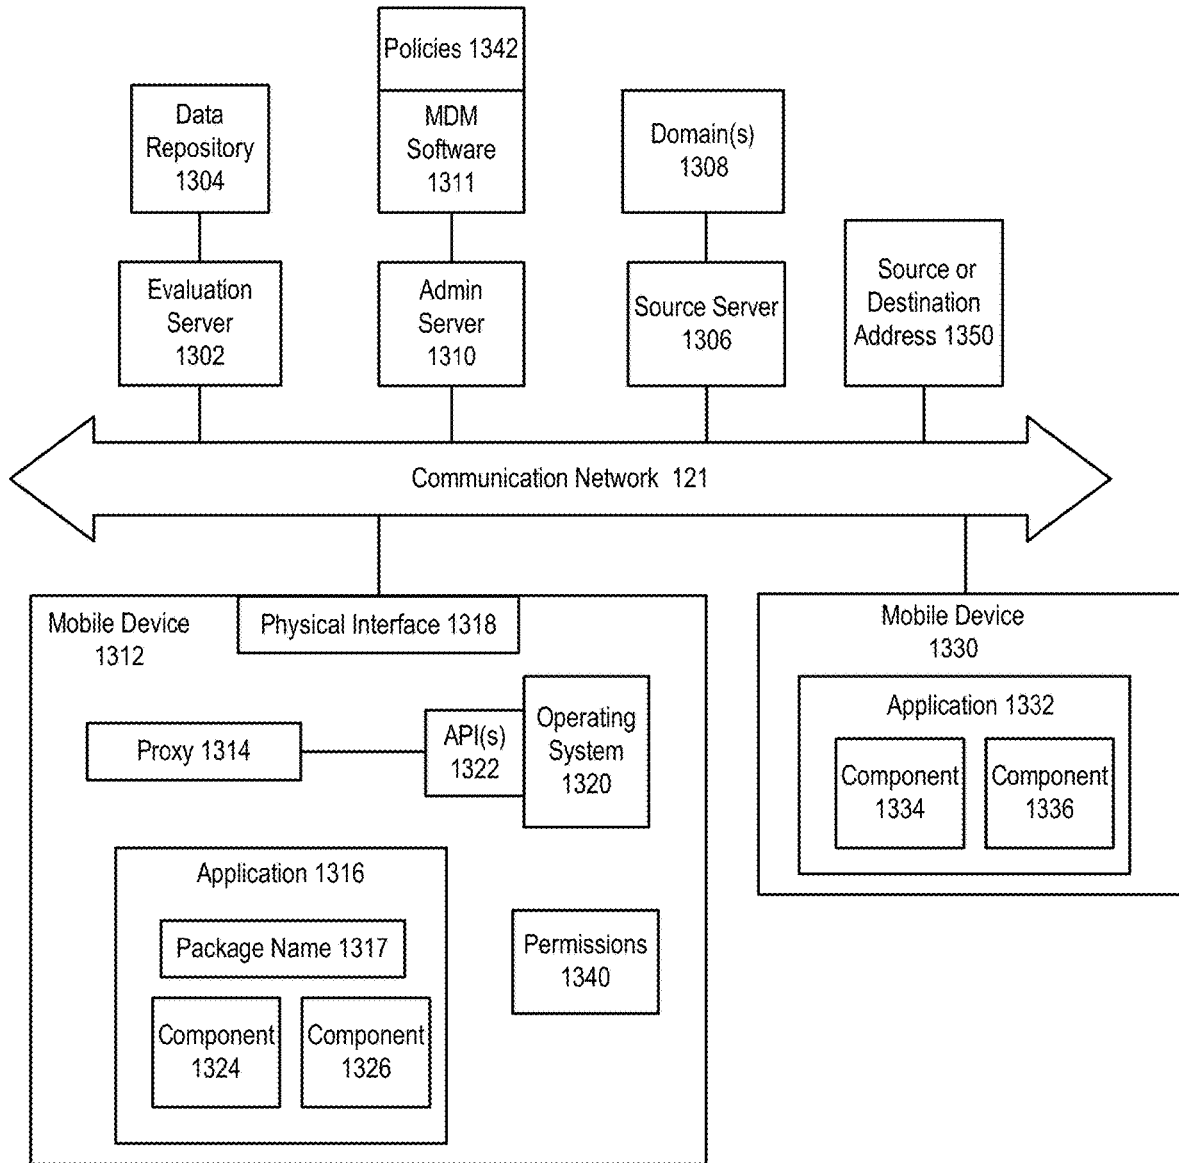 Policies 1342
Data
Repository
1304
MDM
Software
1311
Domain(s)
1308
Evaluation
Server
1302
Admin
Server
1310
Source Server
1306
Source or
Destination
Address 1350
Communication Network 121
Mobile Device
1312
Physical Interface 1318
Proxy 1314
API(s)
1322
Operating
System
1320
Application 1316
Package Name 1317
Component
1324
Component
1326
Permissions
1340
Mobile Device
1330
Application 1332
Component
1334
Component
1336